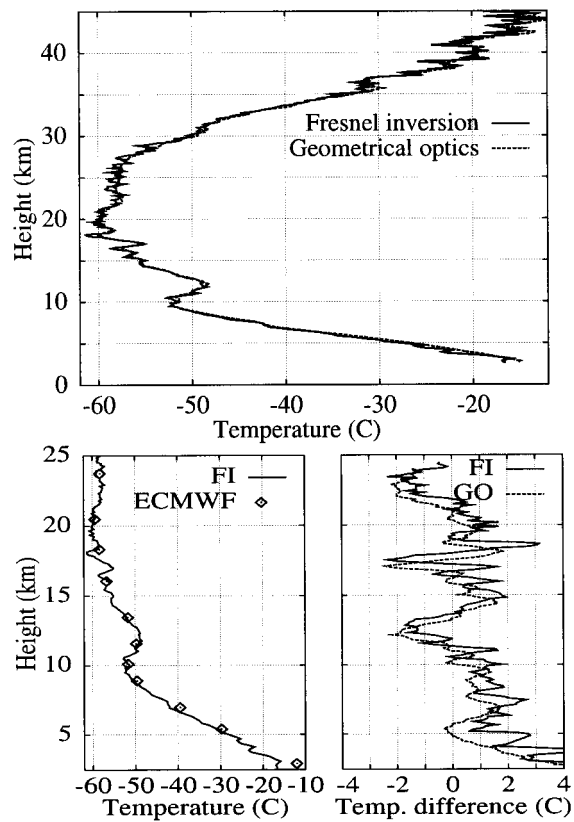 40
30
20
10
0
Height (km)
Fresnel inversion
Geometrical optics
-60 -50 -40 -30 -20
Temperature (C)
25
20
15
10
5
Height (km)
FI
ECMWF
-60 -50 -40 -30 -20 -10
Temperature (C)
FI
GO
-4 -2 0 2 4
Temp. difference (C)